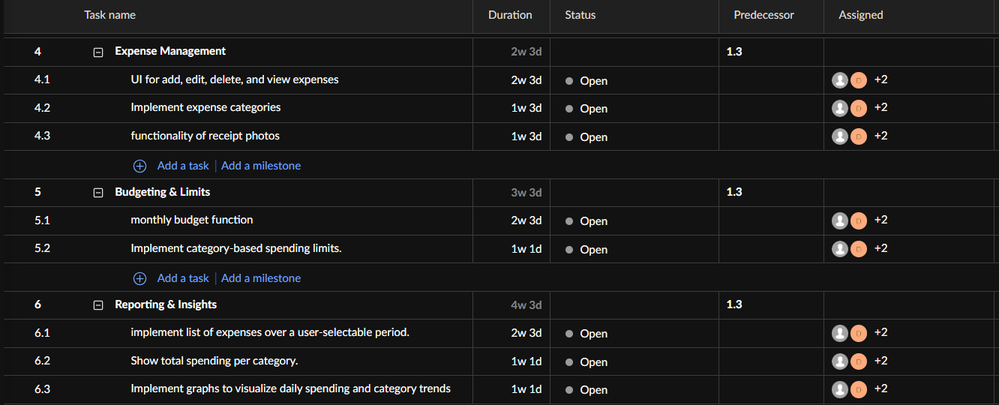 Task name Duration Status Predecessor Assigned
4 Expense Management 2w 3d 1.3
4.1 UI for add, edit, delete, and view expenses 2w 3d Open D +2
4.2 Implement expense categories 1w 3d Open D +2
4.3 functionality of receipt photos 1w 3d Open D +2
Add a task | Add a milestone
5 Budgeting & Limits 3w 3d 1.3
5.1 monthly budget function 2w 3d Open D +2
5.2 Implement category-based spending limits. 1w 1d Open D +2
Add a task | Add a milestone
6 Reporting & Insights 4w 3d 1.3
6.1 implement list of expenses over a user-selectable period. 2w 3d Open D +2
6.2 Show total spending per category. 1w 1d Open D +2
6.3 Implement graphs to visualize daily spending and category trends 1w 1d Open D +2